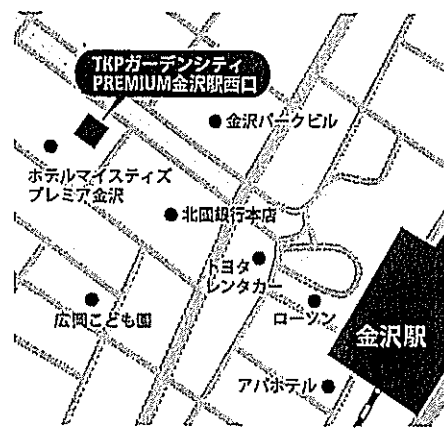 TKPガーデンシティ
PREMIUM金沢駅西口
金沢パークビル
ホテルマイステイズ
プレミア金沢
北國銀行本店
トヨタ
レンタカー
広岡こども園
ローソン
金沢駅
アパホテル